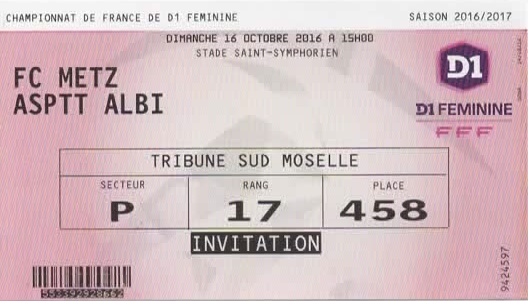 CHAMPIONNAT DE FRANCE DE D1 FEMININE SAISON 2016/2017
DIMANCHE 16 OCTOBRE 2016 A 15H00
STADE SAINT-SYMPHORIEN
FC METZ
ASPTT ALBI
D1
D1 FEMININE
FFF
TRIBUNE SUD MOSELLE
SECTEUR RANG PLACE
P 17 458
INVITATION
9424597